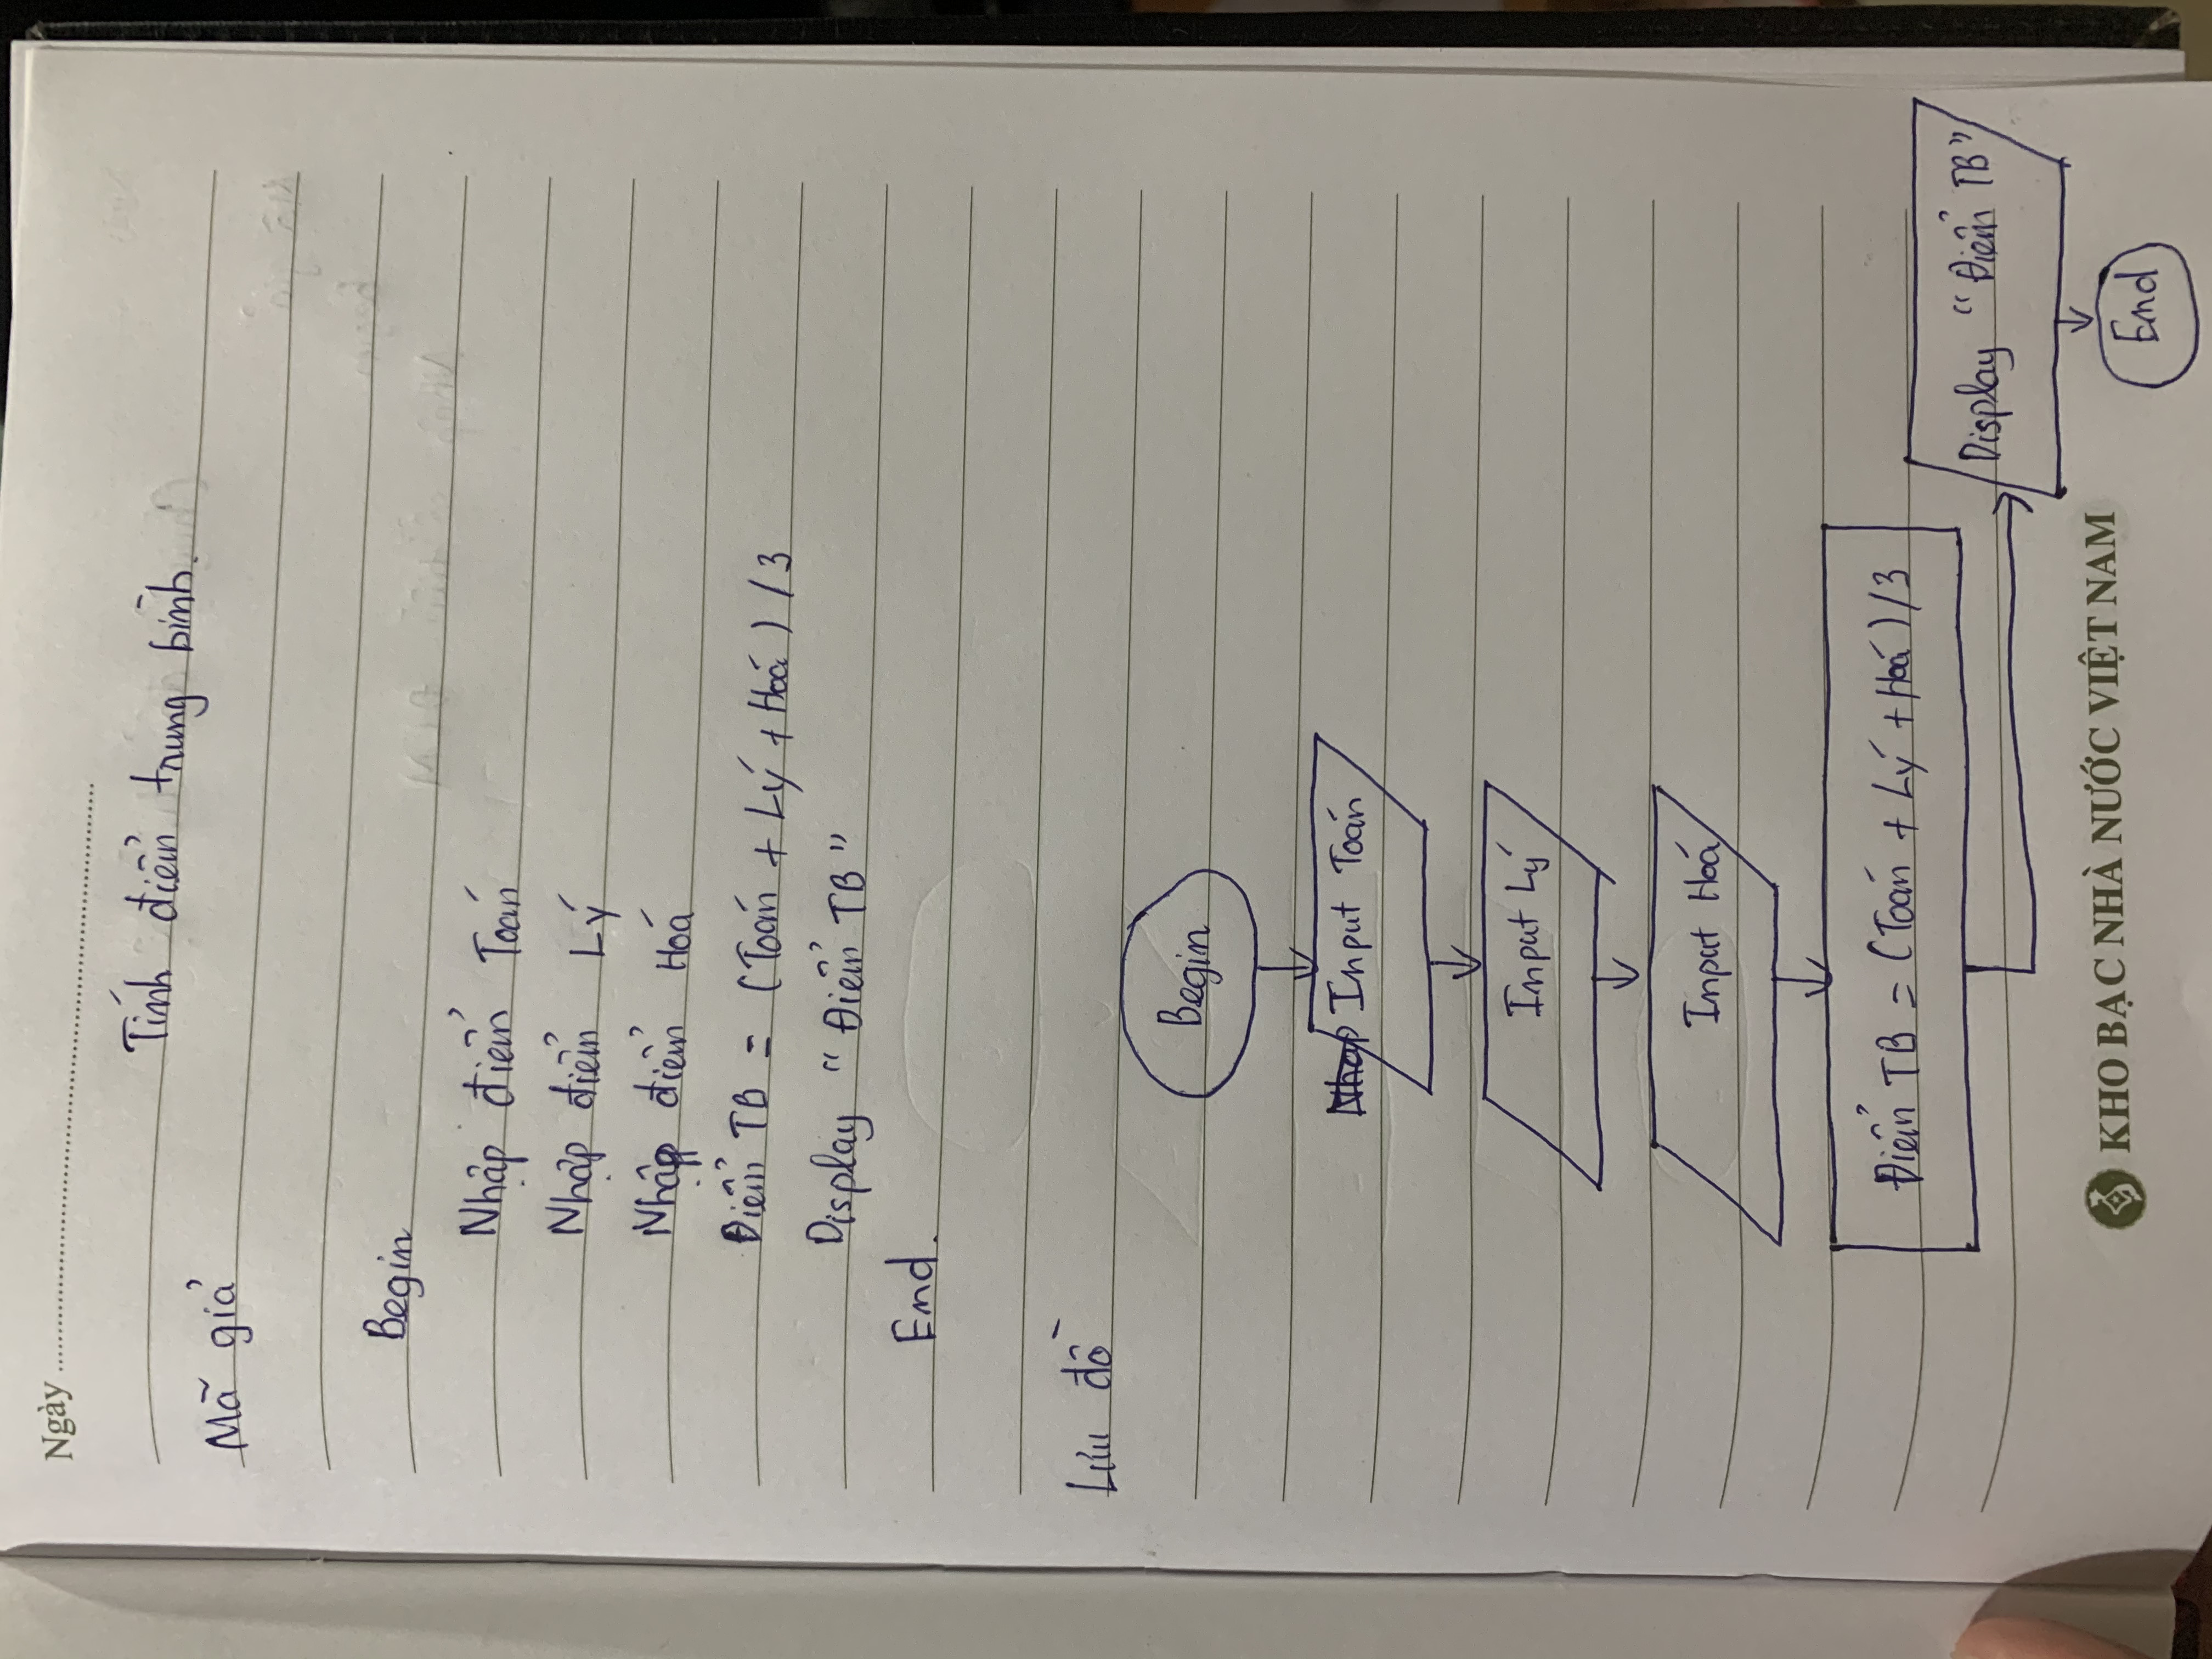 Ngày
Tính điểm trung bình.
Mã giả
Begin
Nhập điểm Toán
Nhập điểm Lý
Nhập điểm Hoá
Điểm TB = (Toán + Lý + Hoá) / 3
Display "Điểm TB"
End.
Lưu đồ
Begin
Input Toán
Input Lý
Input Hoá
Điểm TB = (Toán + Lý + Hoá) / 3
Display "Điểm TB"
End
KHO BẠC NHÀ NƯỚC VIỆT NAM